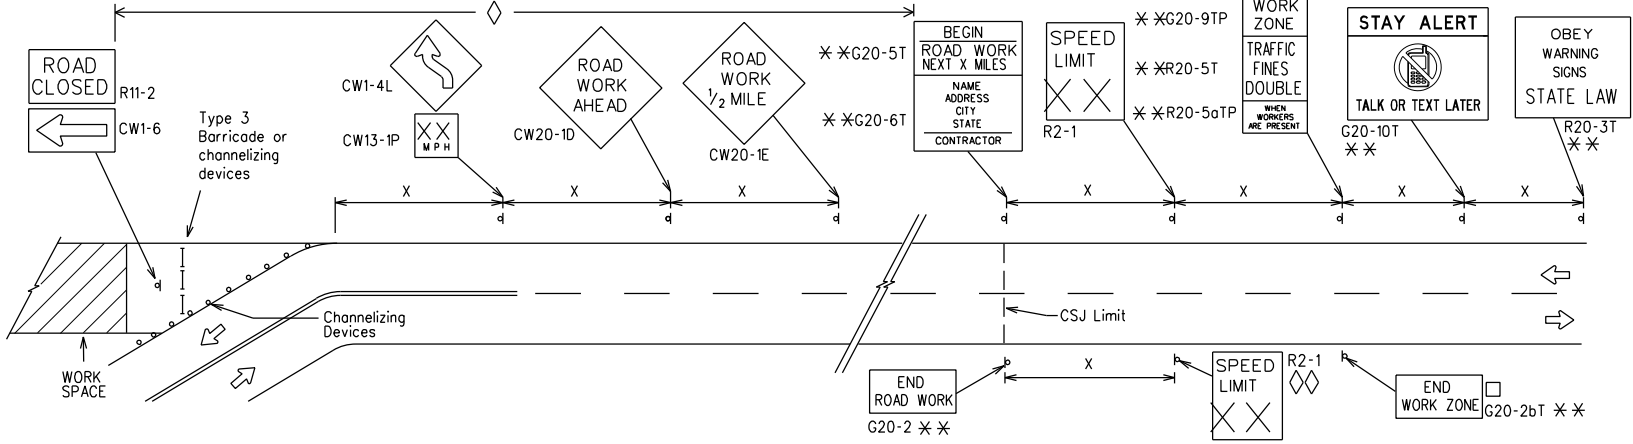 ROAD
CLOSED
R11-2
CW1-6
Type 3
Barricade or
channelizing
devices
CW1-4L
CW13-1P
XX
MPH
ROAD
WORK
AHEAD
CW20-1D
ROAD
WORK
1/2 MILE
CW20-1E
**G20-5T
**G20-6T
BEGIN
ROAD WORK
NEXT X MILES
NAME
ADDRESS
CITY
STATE
CONTRACTOR
SPEED
LIMIT
XX
R2-1
**G20-9TP
**R20-5T
**R20-5aTP
WORK
ZONE
TRAFFIC
FINES
DOUBLE
WHEN
WORKERS
ARE PRESENT
STAY ALERT
TALK OR TEXT LATER
G20-10T
**
OBEY
WARNING
SIGNS
STATE LAW
R20-3T
**
X X X X X X X
Channelizing
Devices
WORK
SPACE
CSJ Limit
X
END
ROAD WORK
G20-2 **
SPEED
LIMIT
XX
R2-1
END
WORK ZONE
G20-2bT **